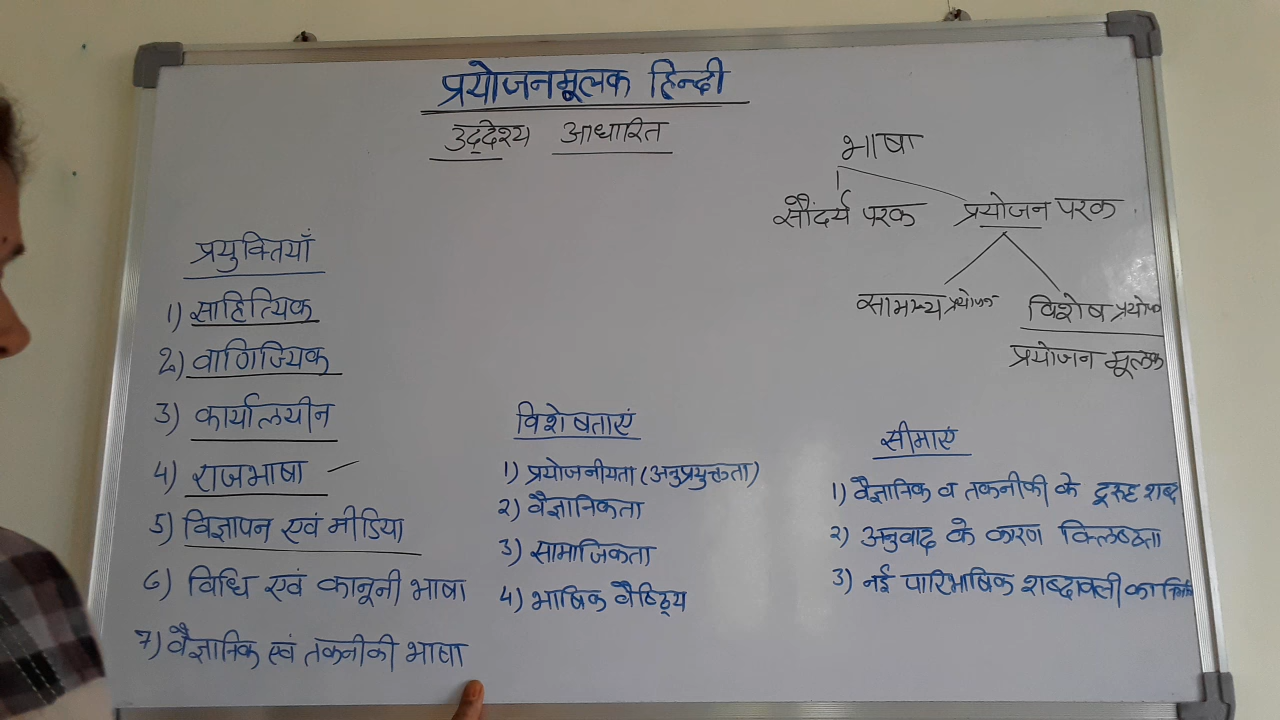 प्रयोजनमूलक हिन्दी
उद्देश्य आधारित
भाषा
सौंदर्य परक प्रयोजन परक
सामान्य प्रयोजन विशेष
प्रयोजन मूलक
प्रयुक्तियाँ
1) साहित्यिक
2) वाणिज्यिक
3) कार्यालयीन
4) राजभाषा
5) विज्ञापन एवं मीडिया
6) विधि एवं कानूनी भाषा
7) वैज्ञानिक एवं तकनीकी भाषा
विशेषताएं
1) प्रयोजनीयता (अनुप्रयुक्तता)
2) वैज्ञानिकता
3) सामाजिकता
4) भाषिक
सीमाएं
1) वैज्ञानिक व तकनीकी के दुरूह शब्द
2) अनुवाद के कारण क्लिष्टता
3) नई पारिभाषिक शब्दावली का